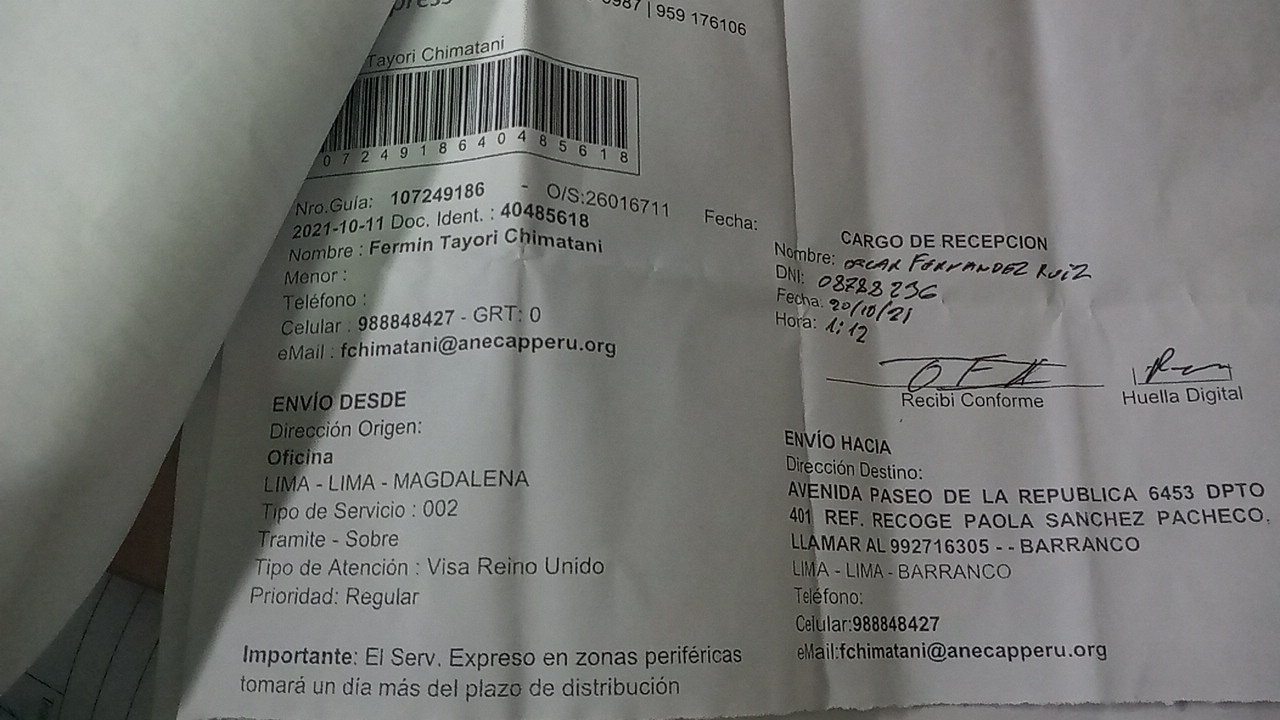 959 176106
Tayori Chimatani
0 7 2 4 9 1 8 6 4 0 4 8 5 6 1 8
Nro.Guía: 107249186 - O/S:26016711 Fecha:
2021-10-11 Doc. Ident. : 40485618
Nombre : Fermin Tayori Chimatani
Menor :
Teléfono :
Celular : 988848427 - GRT: 0
eMail : fchimatani@anecapperu.org
ENVÍO DESDE
Dirección Origen:
Oficina
LIMA - LIMA - MAGDALENA
Tipo de Servicio : 002
Tramite - Sobre
Tipo de Atención : Visa Reino Unido
Prioridad: Regular
Importante: El Serv. Expreso en zonas periféricas
tomará un día más del plazo de distribución
CARGO DE RECEPCION
Nombre: OSCAR FERNANDEZ RUIZ
DNI: 08788236
Fecha: 20/10/21
Hora: 1:12
Recibi Conforme
Huella Digital
ENVÍO HACIA
Dirección Destino:
AVENIDA PASEO DE LA REPUBLICA 6453 DPTO
401 REF. RECOGE PAOLA SANCHEZ PACHECO,
LLAMAR AL 992716305 - - BARRANCO
LIMA - LIMA - BARRANCO
Teléfono:
Celular:988848427
eMail:fchimatani@anecapperu.org